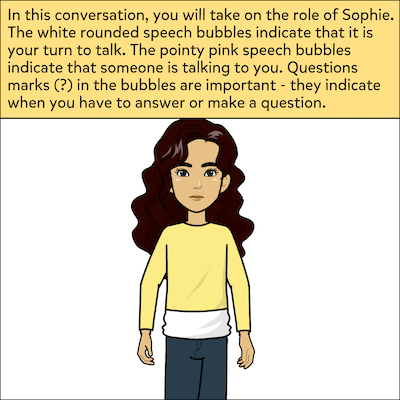 In this conversation, you will take on the role of Sophie.
The white rounded speech bubbles indicate that it is
your turn to talk. The pointy pink speech bubbles
indicate that someone is talking to you. Questions
marks (?) in the bubbles are important - they indicate
when you have to answer or make a question.